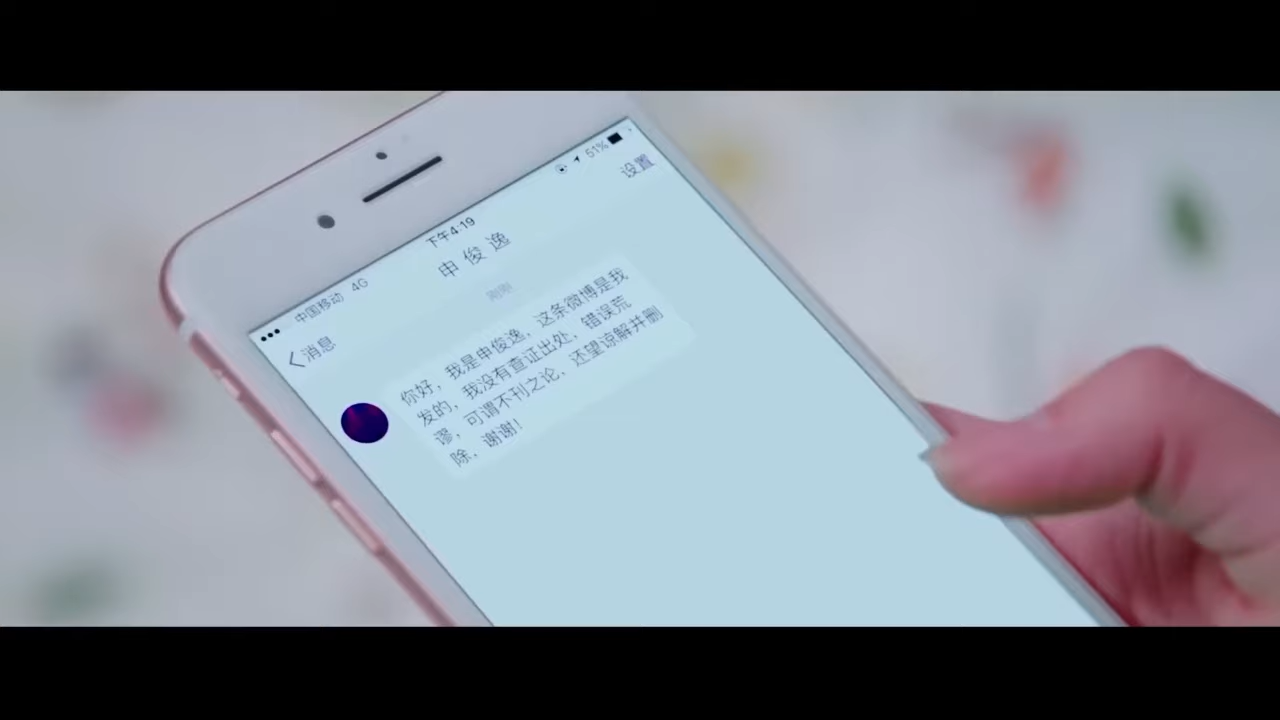 中国移动 4G 下午4:19 51%
消息 申俊逸 设置
刚刚
你好，我是申俊逸，这条微博是我
发的，我没有查证出处，错误荒
谬，可谓不刊之论，还望谅解并删
除，谢谢！